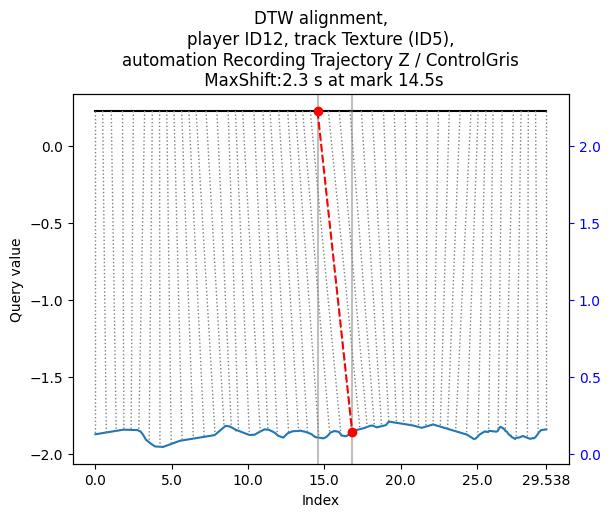 DTW alignment,
player ID12, track Texture (ID5),
automation Recording Trajectory Z / ControlGris
MaxShift:2.3 s at mark 14.5s
Query value
0.0
−0.5
−1.0
−1.5
−2.0
2.0
1.5
1.0
0.5
0.0
0.0 5.0 10.0 15.0 20.0 25.0 29.538
Index